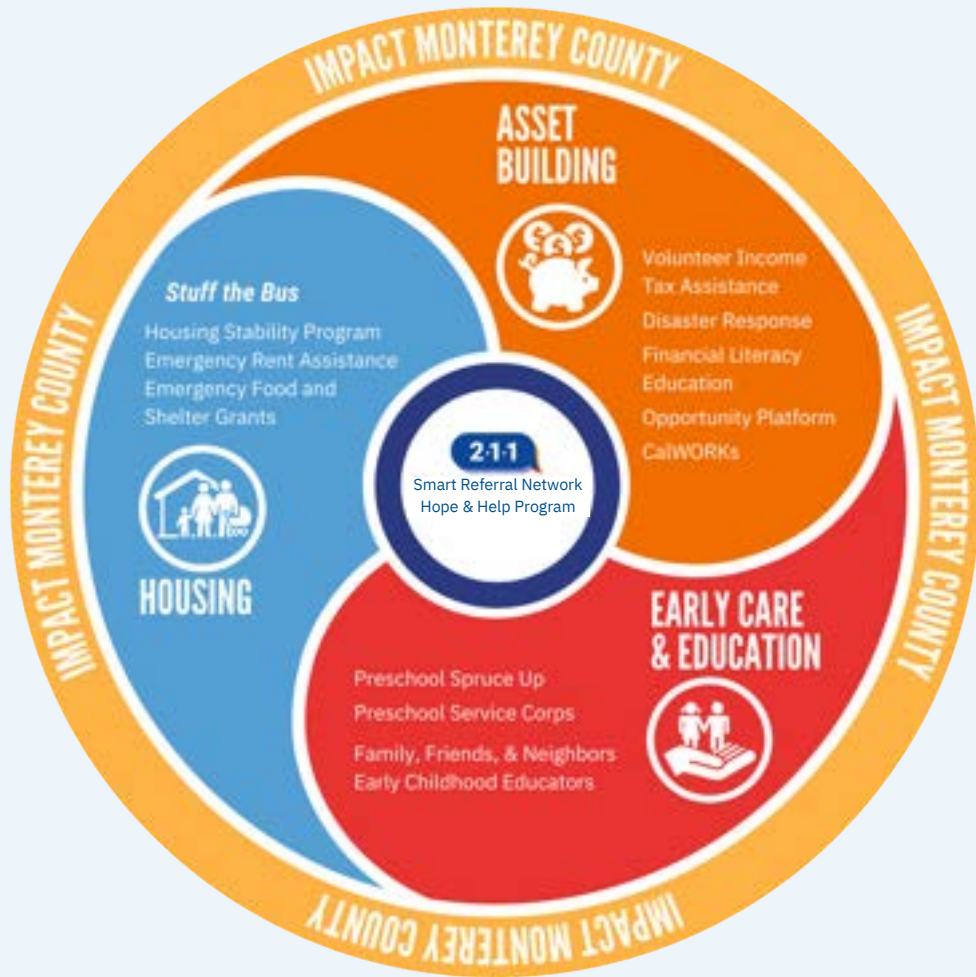 IMPACT MONTEREY COUNTY
ASSET
BUILDING
Volunteer Income
Tax Assistance
Disaster Response
Financial Literacy
Education
Opportunity Platform
CalWORKs
Stuff the Bus
Housing Stability Program
Emergency Rent Assistance
Emergency Food and
Shelter Grants
HOUSING
2·1·1
Smart Referral Network
Hope & Help Program
EARLY CARE
& EDUCATION
Preschool Spruce Up
Preschool Service Corps
Family, Friends, & Neighbors
Early Childhood Educators
IMPACT MONTEREY COUNTY
IMPACT MONTEREY COUNTY
IMPACT MONTEREY COUNTY